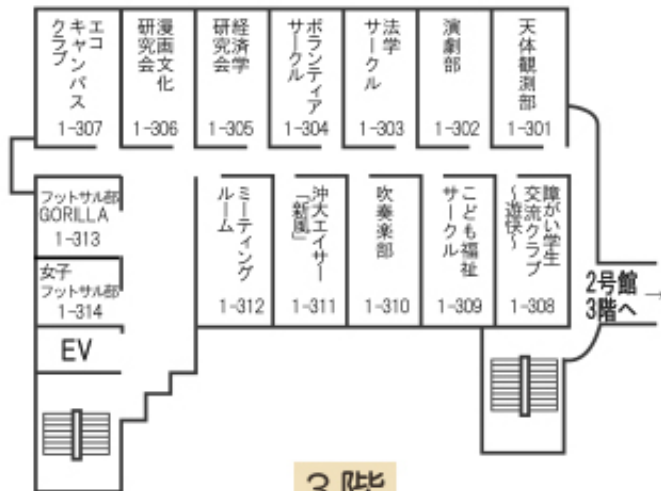 エコ
キャンパス
クラブ
1-307
漫画文化
研究会
1-306
経済学
研究会
1-305
ボランティア
サークル
1-304
法学
サークル
1-303
演劇部
1-302
天体観測部
1-301
フットサル部
GORILLA
1-313
女子
フットサル部
1-314
EV
ミーティング
ルーム
1-312
沖大エイサー
「新風」
1-311
吹奏楽部
1-310
こども福祉
サークル
1-309
障がい学生
交流クラブ
～遊快～
1-308
2号館
3階へ→
3階